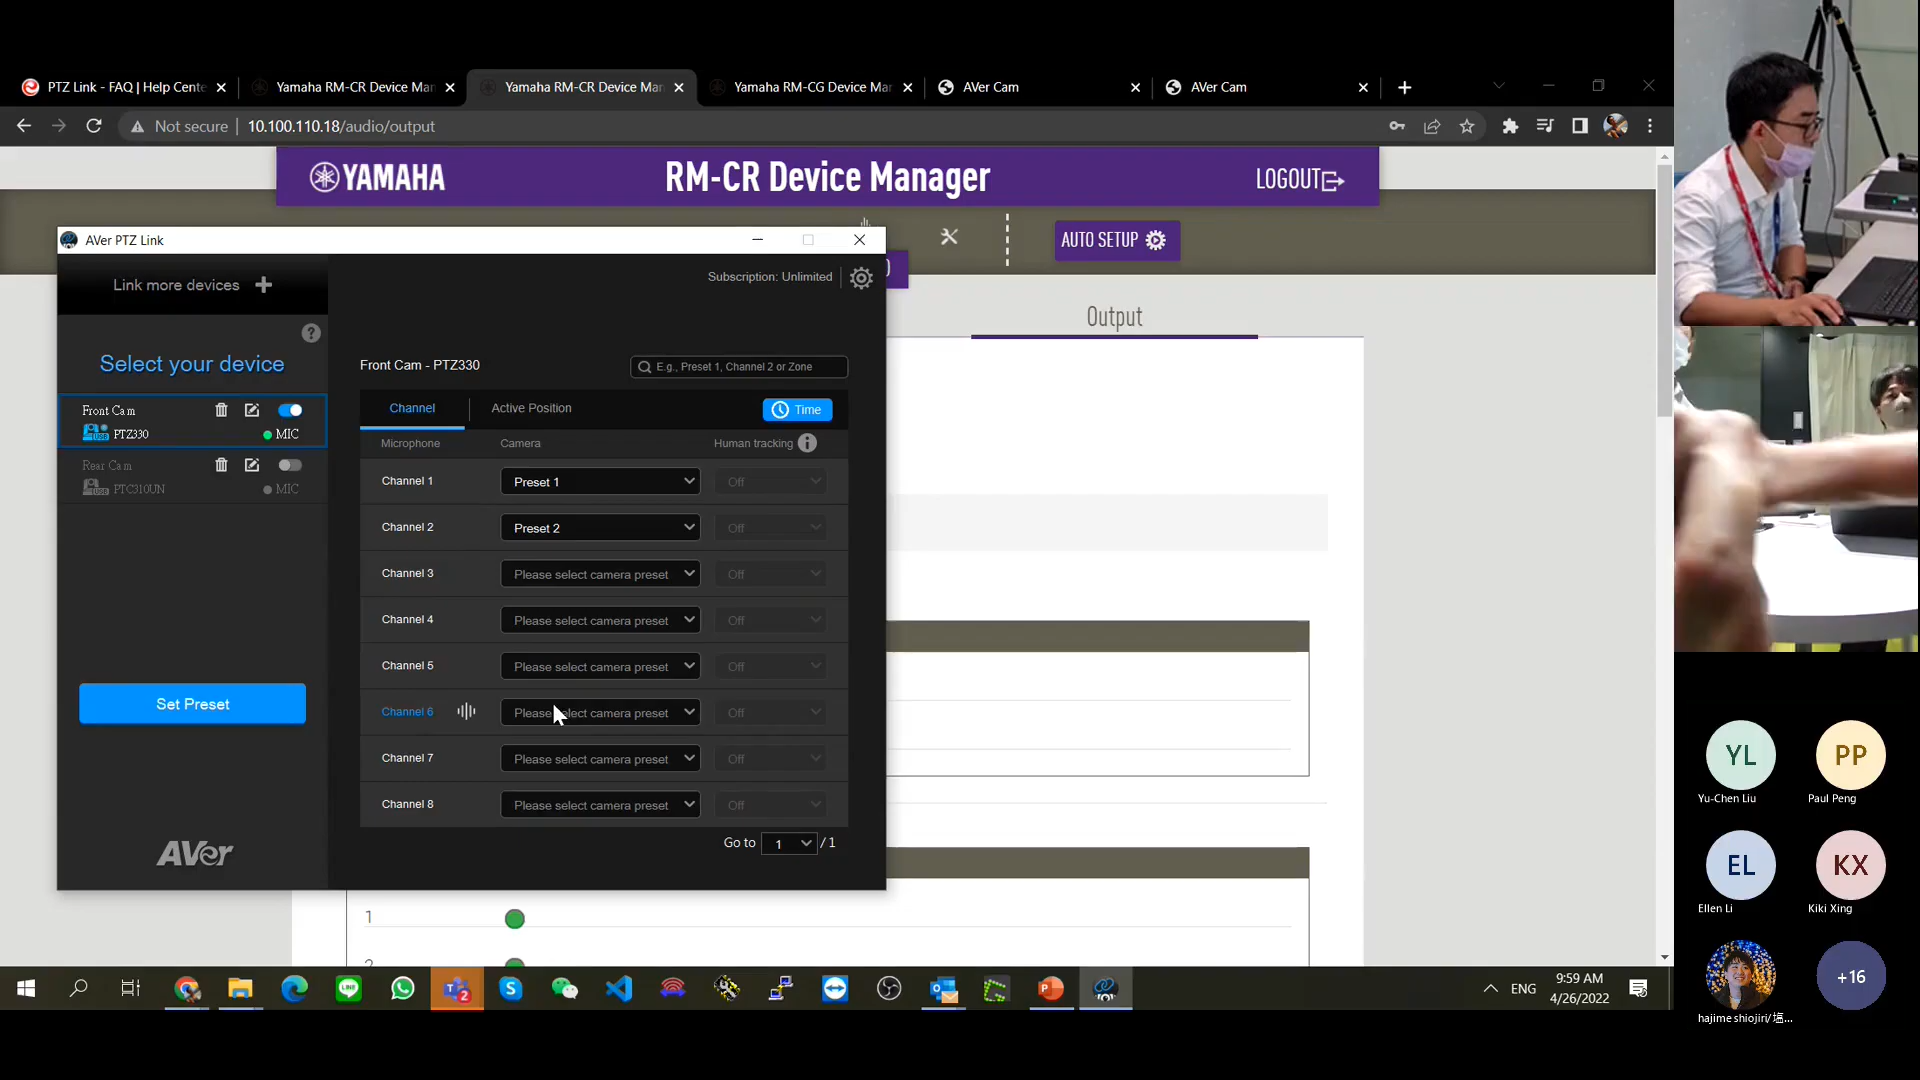 PTZ Link - FAQ | Help Cente
Yamaha RM-CR Device Man
Yamaha RM-CR Device Man
Yamaha RM-CG Device Mar
AVer Cam
AVer Cam
Not secure | 10.100.110.18/audio/output
YAMAHA
RM-CR Device Manager
LOGOUT
AUTO SETUP
Output
AVer PTZ Link
Link more devices +
Subscription: Unlimited
?
Select your device
Front Cam
PTZ330
MIC
Rear Cam
PTC310UN
MIC
Set Preset
AVer
Front Cam - PTZ330
E.g., Preset 1, Channel 2 or Zone
Channel
Active Position
Time
Microphone
Camera
Human tracking
Channel 1
Preset 1
Off
Channel 2
Preset 2
Off
Channel 3
Please select camera preset
Off
Channel 4
Please select camera preset
Off
Channel 5
Please select camera preset
Off
Channel 6
Please select camera preset
Off
Channel 7
Please select camera preset
Off
Channel 8
Please select camera preset
Off
Go to 1 / 1
1
2
ENG
9:59 AM
4/26/2022
YL
Yu-Chen Liu
PP
Paul Peng
EL
Ellen Li
KX
Kiki Xing
hajime shiojiri/塩...
+16